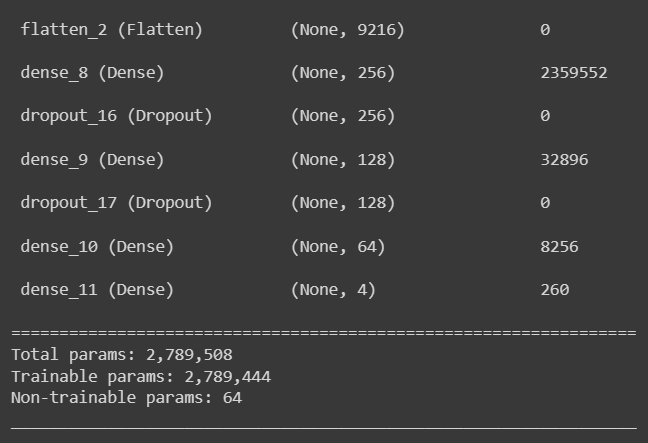 flatten_2 (Flatten) (None, 9216) 0
dense_8 (Dense) (None, 256) 2359552
dropout_16 (Dropout) (None, 256) 0
dense_9 (Dense) (None, 128) 32896
dropout_17 (Dropout) (None, 128) 0
dense_10 (Dense) (None, 64) 8256
dense_11 (Dense) (None, 4) 260
=================================================================
Total params: 2,789,508
Trainable params: 2,789,444
Non-trainable params: 64
_________________________________________________________________